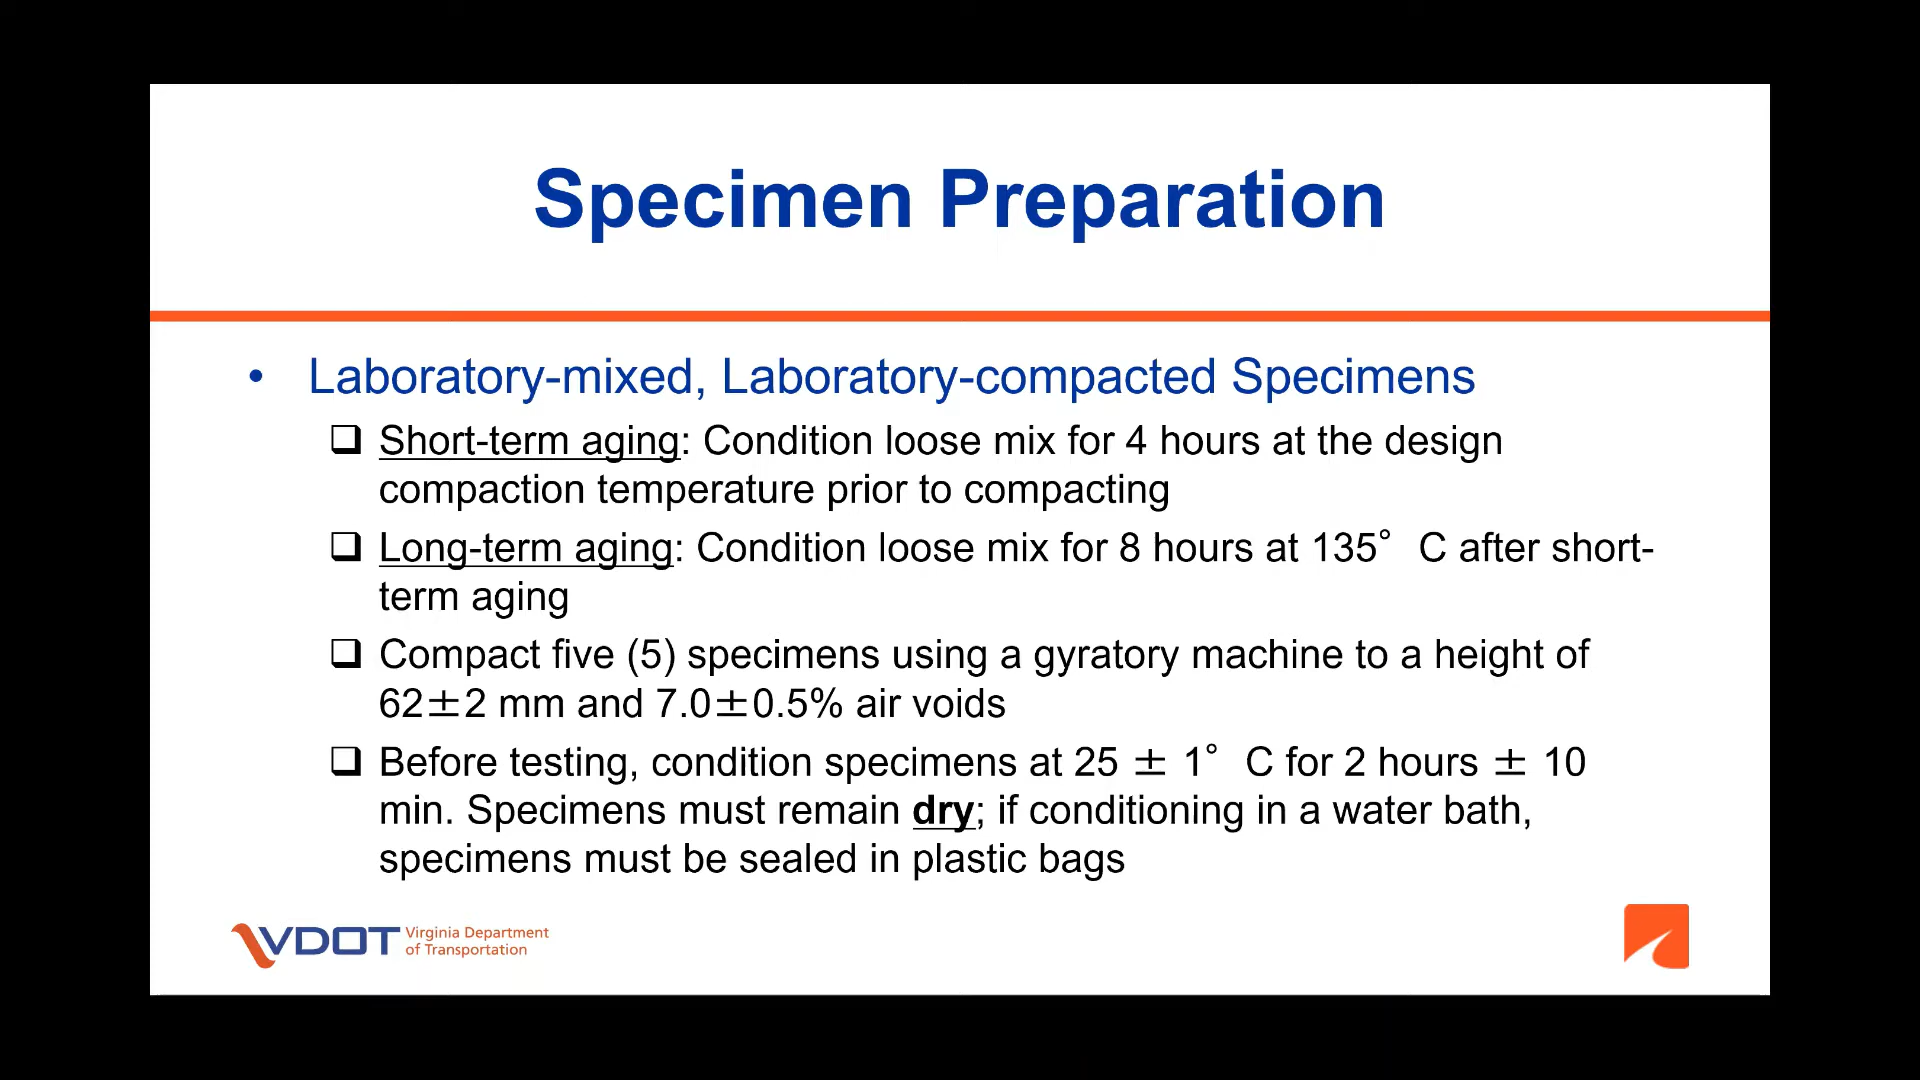 Specimen Preparation
• Laboratory-mixed, Laboratory-compacted Specimens
❑ Short-term aging: Condition loose mix for 4 hours at the design
compaction temperature prior to compacting
❑ Long-term aging: Condition loose mix for 8 hours at 135° C after short-
term aging
❑ Compact five (5) specimens using a gyratory machine to a height of
62±2 mm and 7.0±0.5% air voids
❑ Before testing, condition specimens at 25 ± 1° C for 2 hours ± 10
min. Specimens must remain dry; if conditioning in a water bath,
specimens must be sealed in plastic bags
VDOT Virginia Department
of Transportation